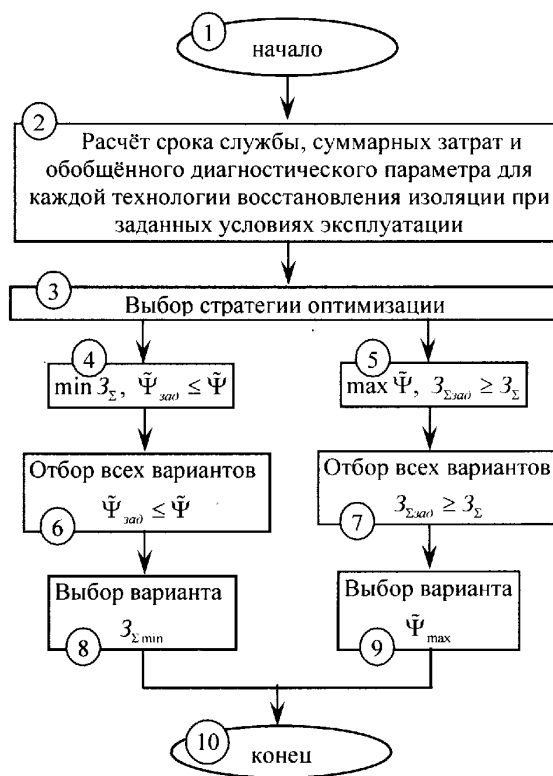 1
начало
2
Расчёт срока службы, суммарных затрат и
обобщённого диагностического параметра для
каждой технологии восстановления изоляции при
заданных условиях эксплуатации
3
Выбор стратегии оптимизации
4
min З_Σ, Ψ̃_зад ≤ Ψ̃
5
max Ψ̃, З_Σзад ≥ З_Σ
Отбор всех вариантов
Ψ̃_зад ≤ Ψ̃
6
Отбор всех вариантов
З_Σзад ≥ З_Σ
7
Выбор варианта
З_Σ min
8
Выбор варианта
Ψ̃_max
9
10
конец